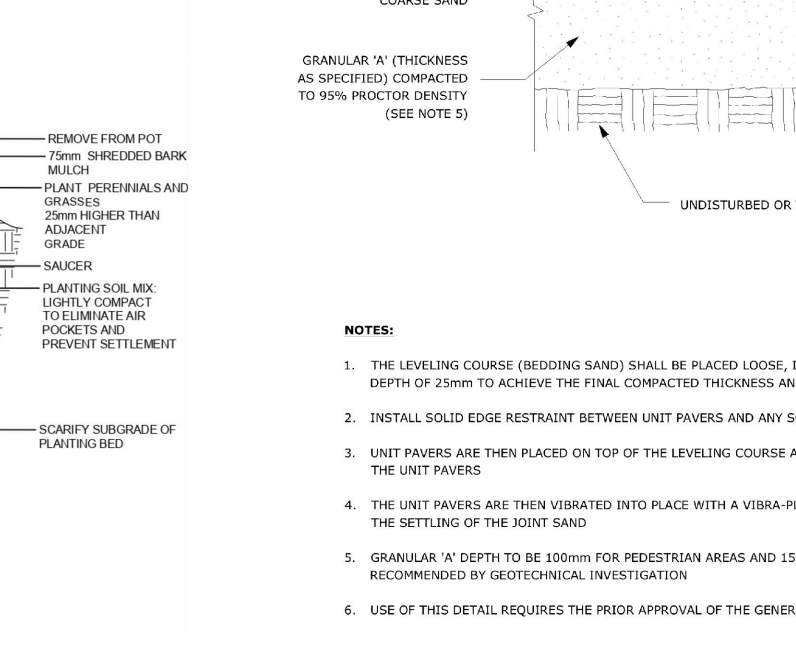 REMOVE FROM POT
75mm SHREDDED BARK
MULCH
PLANT PERENNIALS AND
GRASSES
25mm HIGHER THAN
ADJACENT
GRADE
SAUCER
PLANTING SOIL MIX:
LIGHTLY COMPACT
TO ELIMINATE AIR
POCKETS AND
PREVENT SETTLEMENT
SCARIFY SUBGRADE OF
PLANTING BED
COARSE SAND
GRANULAR 'A' (THICKNESS
AS SPECIFIED) COMPACTED
TO 95% PROCTOR DENSITY
(SEE NOTE 5)
UNDISTURBED OR
NOTES:
1. THE LEVELING COURSE (BEDDING SAND) SHALL BE PLACED LOOSE,
DEPTH OF 25mm TO ACHIEVE THE FINAL COMPACTED THICKNESS AN
2. INSTALL SOLID EDGE RESTRAINT BETWEEN UNIT PAVERS AND ANY S
3. UNIT PAVERS ARE THEN PLACED ON TOP OF THE LEVELING COURSE A
THE UNIT PAVERS
4. THE UNIT PAVERS ARE THEN VIBRATED INTO PLACE WITH A VIBRA-PL
THE SETTLING OF THE JOINT SAND
5. GRANULAR 'A' DEPTH TO BE 100mm FOR PEDESTRIAN AREAS AND 15
RECOMMENDED BY GEOTECHNICAL INVESTIGATION
6. USE OF THIS DETAIL REQUIRES THE PRIOR APPROVAL OF THE GENER